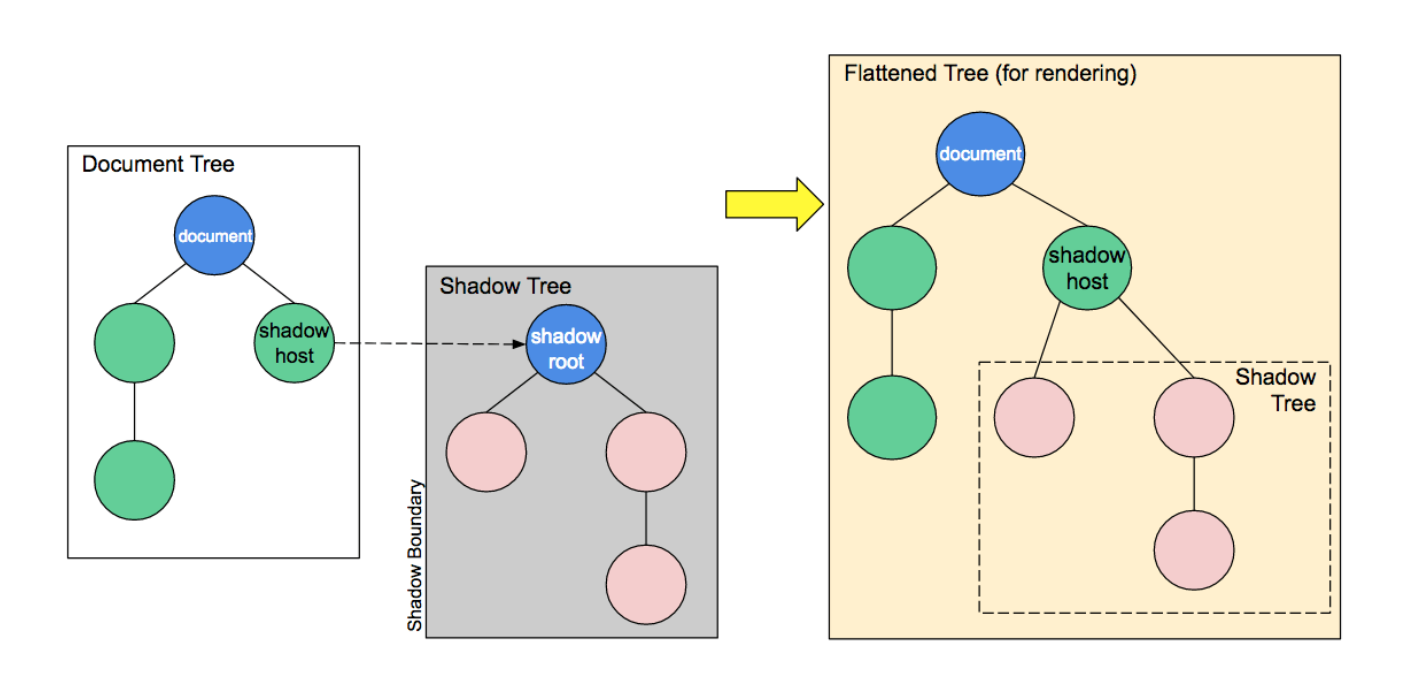 Document Tree
document
shadow
host
Shadow Tree
shadow
root
Shadow Boundary
Flattened Tree (for rendering)
document
shadow
host
Shadow
Tree